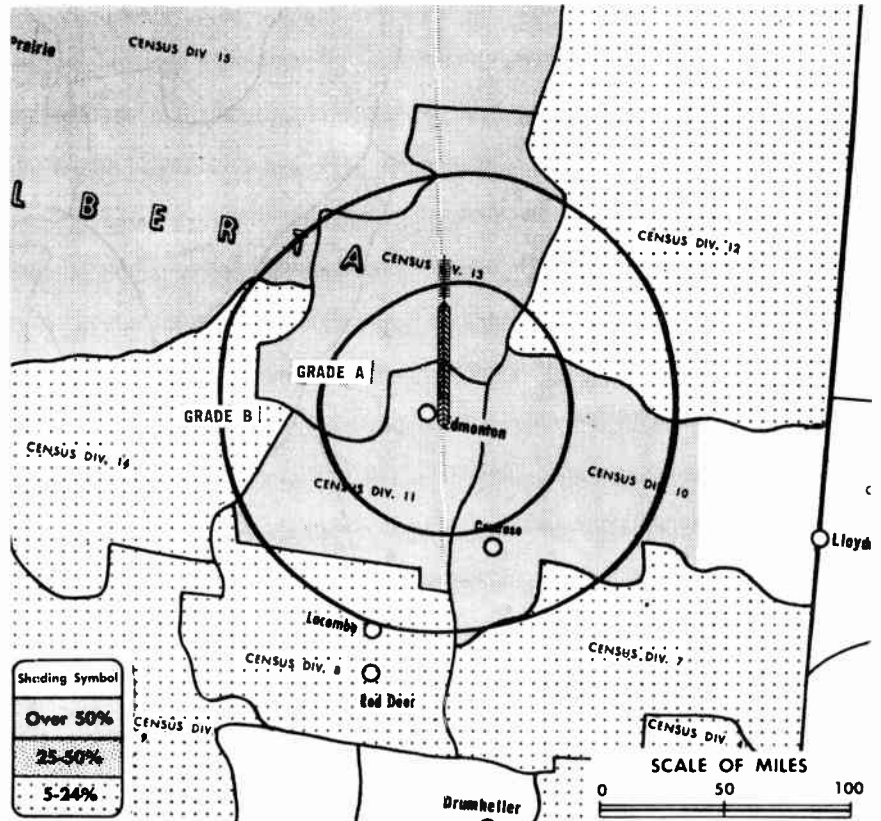 Prairie
CENSUS DIV 15
L B E R T A
CENSUS DIV. 12
CENSUS DIV. 13
GRADE A
GRADE B
Edmonton
CENSUS DIV. 14
CENSUS DIV. 11
CENSUS DIV. 10
Camrose
Lloyd
Lacombe
CENSUS DIV. 8
CENSUS DIV. 7
Red Deer
Shading Symbol
Over 50%
25-50%
5-24%
CENSUS DIV
9.
CENSUS DIV.
SCALE OF MILES
0 50 100
Drumheller